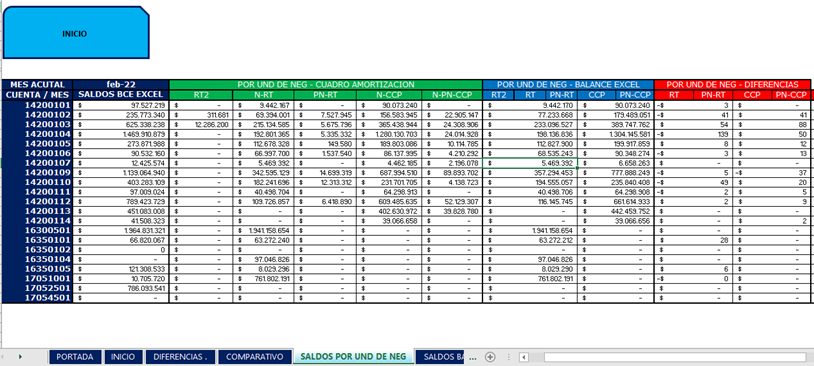 INICIO
MES ACUTAL feb-22 POR UND DE NEG - CUADRO AMORTIZACION POR UND DE NEG - BALANCE EXCEL POR UND DE NEG - DIFERENCIAS
CUENTA / MES SALDOS BCE EXCEL RT2 N-RT PN-RT N-CCP N-PN-CCP RT2 RT PN-RT CCP PN-CCP RT PN-RT CCP PN-CCP
14200101 $ 97.527.219 $ - $ 9.442.167 $ - $ 90.073.240 $ - $ 9.442.170 $ 90.073.240 -$ 3 $ -
14200102 $ 235.773.340 $ 311.681 $ 69.394.001 $ 7.527.945 $ 156.583.945 $ 22.905.147 $ 77.233.668 $ 179.489.051 -$ 41 $ 41
14200103 $ 625.338.238 $ 12.286.200 $ 215.134.585 $ 5.675.796 $ 365.438.944 $ 24.308.906 $ 233.096.527 $ 389.747.762 $ 54 $ 88
14200104 $ 1.469.910.879 $ - $ 192.801.365 $ 5.335.332 $ 1.280.130.703 $ 24.014.928 $ 198.136.836 $ 1.304.145.581 -$ 139 $ 50
14200105 $ 273.871.988 $ - $ 112.678.328 $ 149.580 $ 189.803.086 $ 10.114.785 $ 112.827.900 $ 199.917.859 $ 8 $ 12
14200106 $ 90.532.160 $ - $ 66.997.700 $ 1.537.540 $ 86.137.995 $ 4.210.292 $ 68.535.243 $ 90.348.274 -$ 3 $ 13
14200107 $ 12.425.574 $ - $ 5.469.392 $ - $ 4.462.185 $ 2.196.078 $ 5.469.392 $ 6.658.263 $ - $ -
14200109 $ 1.139.064.940 $ - $ 342.595.129 $ 14.699.319 $ 687.994.510 $ 89.893.702 $ 357.294.453 $ 777.888.249 -$ 5 -$ 37
14200110 $ 403.283.109 $ - $ 182.241.696 $ 12.313.312 $ 231.701.705 $ 4.138.723 $ 194.555.057 $ 235.840.408 -$ 49 $ 20
14200111 $ 97.009.024 $ - $ 40.498.704 $ - $ 64.298.913 $ - $ 40.498.706 $ 64.298.908 -$ 2 $ 5
14200112 $ 789.423.729 $ - $ 109.726.857 $ 6.418.890 $ 609.485.635 $ 52.129.307 $ 116.145.745 $ 661.614.933 $ 2 $ 9
14200113 $ 451.083.008 $ - $ - $ - $ 402.630.972 $ 39.828.780 $ - $ 442.459.752 $ - $ -
14200114 $ 41.508.323 $ - $ - $ - $ 39.066.658 $ - $ - $ 39.066.656 $ - $ 2
16300501 $ 1.964.831.321 $ - $ 1.941.158.654 $ - $ - $ - $ 1.941.158.654 $ - $ - $ -
16350101 $ 66.820.067 $ - $ 63.272.240 $ - $ - $ - $ 63.272.212 $ - $ 28 $ -
16350102 $ 0 $ - $ - $ - $ - $ - $ - $ - $ - $ -
16350104 $ - $ - $ 97.046.826 $ - $ - $ - $ 97.046.826 $ - $ - $ -
16350105 $ 121.308.533 $ - $ 8.029.296 $ - $ - $ - $ 8.029.290 $ - $ 6 $ -
17051001 $ 10.705.720 $ - $ 761.802.191 $ - $ - $ - $ 761.802.191 $ - -$ 0 $ -
17052501 $ 786.093.541 $ - $ - $ - $ - $ - $ - $ - $ - $ -
17054501 $ - $ - $ - $ - $ - $ - $ - $ - $ - $ -
PORTADA INICIO DIFERENCIAS . COMPARATIVO SALDOS POR UND DE NEG SALDOS BA ...